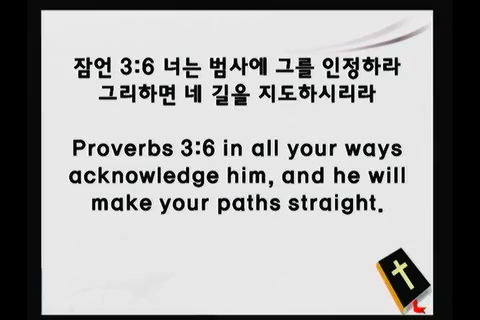 잠언 3:6 너는 범사에 그를 인정하라
그리하면 네 길을 지도하시리라
Proverbs 3:6 in all your ways
acknowledge him, and he will
make your paths straight.